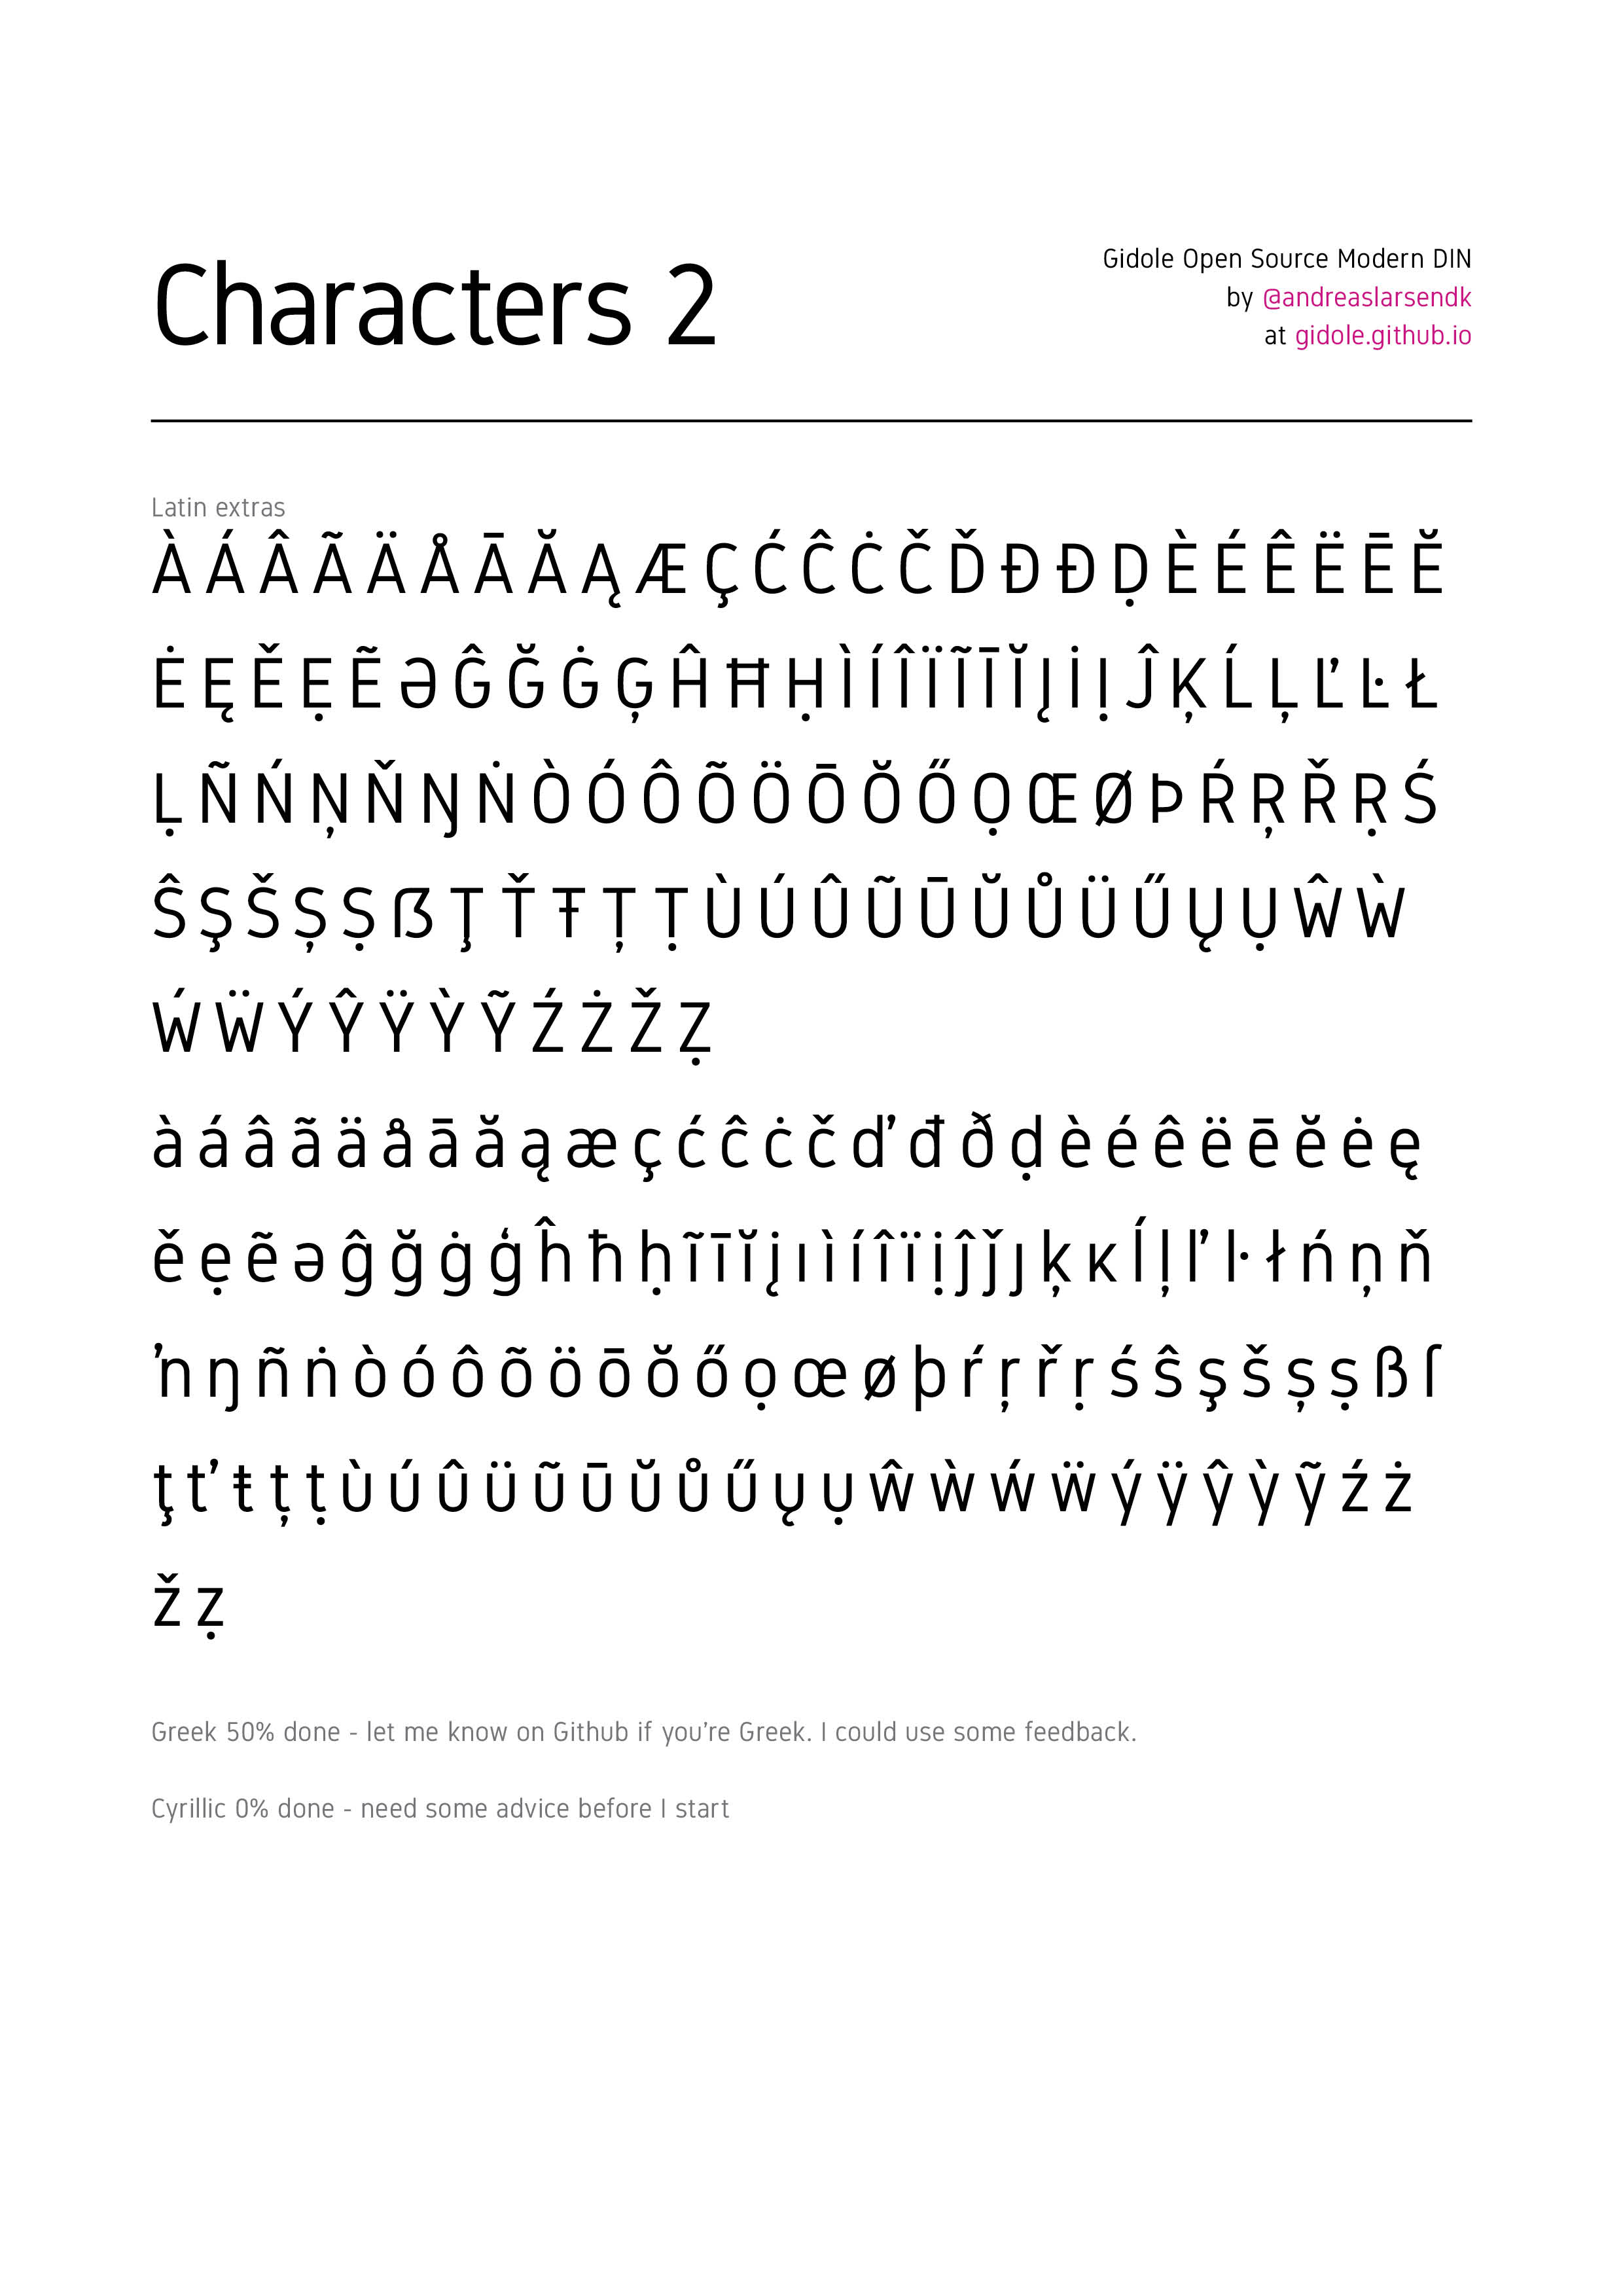 Characters 2
Gidole Open Source Modern DIN
by @andreaslarsendk
at gidole.github.io
Latin extras
À Á Â Ã Ä Å Ā Ă Ą Æ Ç Ć Ĉ Ċ Č Ď Đ Ð Ḍ È É Ê Ë Ē Ĕ
Ė Ę Ě Ẹ Ẽ Ə Ĝ Ğ Ġ Ģ Ĥ Ħ Ḥ Ì Í Î Ï Ĩ Ī Ĭ Į İ Ị Ĵ Ķ Ĺ Ļ Ľ Ŀ Ł
Ḷ Ñ Ń Ņ Ň Ŋ Ṅ Ò Ó Ô Õ Ö Ō Ŏ Ő Ọ Œ Ø Þ Ŕ Ŗ Ř Ṛ Ś
Ŝ Ş Š Ș Ṣ ẞ Ţ Ť Ŧ Ț Ṭ Ù Ú Û Ũ Ū Ŭ Ů Ü Ű Ų Ụ Ŵ Ẁ
Ẃ Ẅ Ý Ŷ Ÿ Ỳ Ỹ Ź Ż Ž Ẓ
à á â ã ä å ā ă ą æ ç ć ĉ ċ č ď đ ð ḍ è é ê ë ē ĕ ė ę
ě ẹ ẽ ə ĝ ğ ġ ģ ĥ ħ ḥ ĩ ī ĭ į ı ì í î ï ị ĵ ǰ ȷ ķ ĸ ĺ ļ ľ ŀ ł ń ņ ň
ŉ ŋ ñ ṅ ò ó ô õ ö ō ŏ ő ọ œ ø þ ŕ ŗ ř ṛ ś ŝ ş š ș ṣ ß ſ
ţ ť ŧ ț ṭ ù ú û ü ũ ū ŭ ů ű ų ụ ŵ ẁ ẃ ẅ ý ÿ ŷ ỳ ỹ ź ż
ž ẓ
Greek 50% done - let me know on Github if you’re Greek. I could use some feedback.
Cyrillic 0% done - need some advice before I start